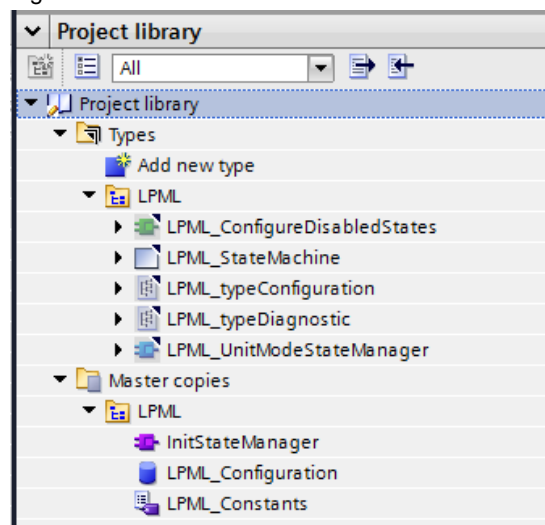 Project library
All
Project library
Types
Add new type
LPML
LPML_ConfigureDisabledStates
LPML_StateMachine
LPML_typeConfiguration
LPML_typeDiagnostic
LPML_UnitModeStateManager
Master copies
LPML
InitStateManager
LPML_Configuration
LPML_Constants